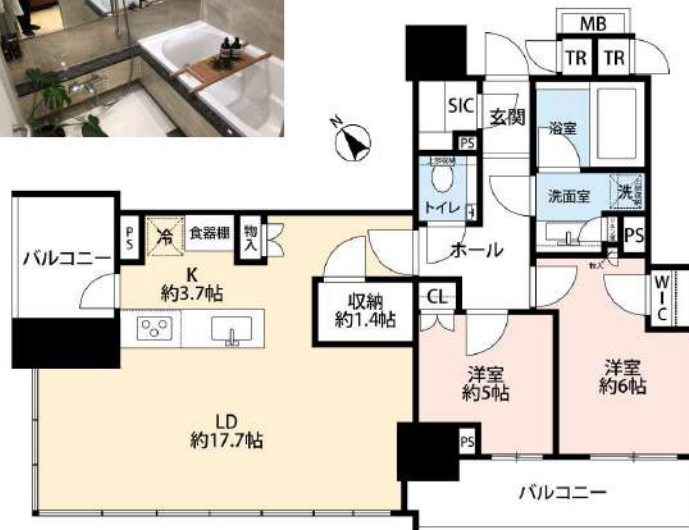 MB
TR
TR
SIC
玄関
PS
浴室
N
トイレ
洗面室
洗
PS
バルコニー
PS
冷
食器棚
物入
ホール
K
約3.7帖
収納
約1.4帖
CL
物入
WIC
洋室
約5帖
洋室
約6帖
LD
約17.7帖
PS
バルコニー